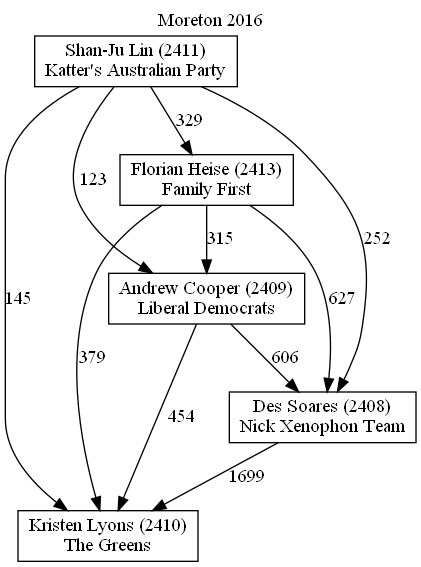 Moreton 2016
Shan-Ju Lin (2411)
Katter's Australian Party
329
123
Florian Heise (2413)
Family First
315
252
145
627
Andrew Cooper (2409)
Liberal Democrats
379
606
454
Des Soares (2408)
Nick Xenophon Team
1699
Kristen Lyons (2410)
The Greens